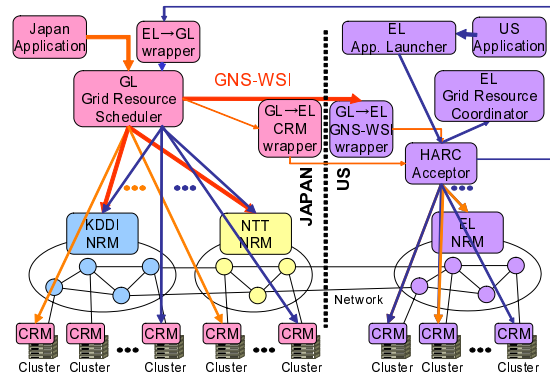 Japan
Application
EL→GL
wrapper
EL
App. Launcher
US
Application
GL
Grid Resource
Scheduler
GNS-WSI
EL
Grid Resource
Coordinator
GL→EL
CRM
wrapper
GL→EL
GNS-WSI
wrapper
HARC
Acceptor
JAPAN
US
KDDI
NRM
NTT
NRM
EL
NRM
Network
CRM
CRM
CRM
CRM
CRM
CRM
CRM
CRM
Cluster
Cluster
Cluster
Cluster
Cluster
Cluster
Cluster
Cluster